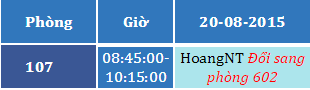 Phòng Giờ 20-08-2015
107 08:45:00- HoangNT Đổi sang
10:15:00 phòng 602